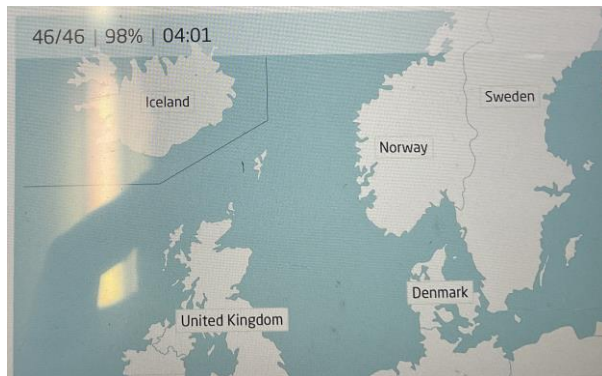 46/46 | 98% | 04:01
Iceland
Sweden
Norway
Denmark
United Kingdom